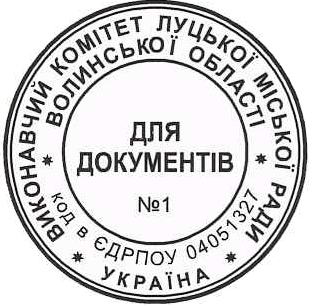 ВИКОНАВЧИЙ КОМІТЕТ ЛУЦЬКОЇ МІСЬКОЇ РАДИ
ВОЛИНСЬКОЇ ОБЛАСТІ
* УКРАЇНА *
* код в ЄДРПОУ 04051327 *
ДЛЯ
ДОКУМЕНТІВ
№1